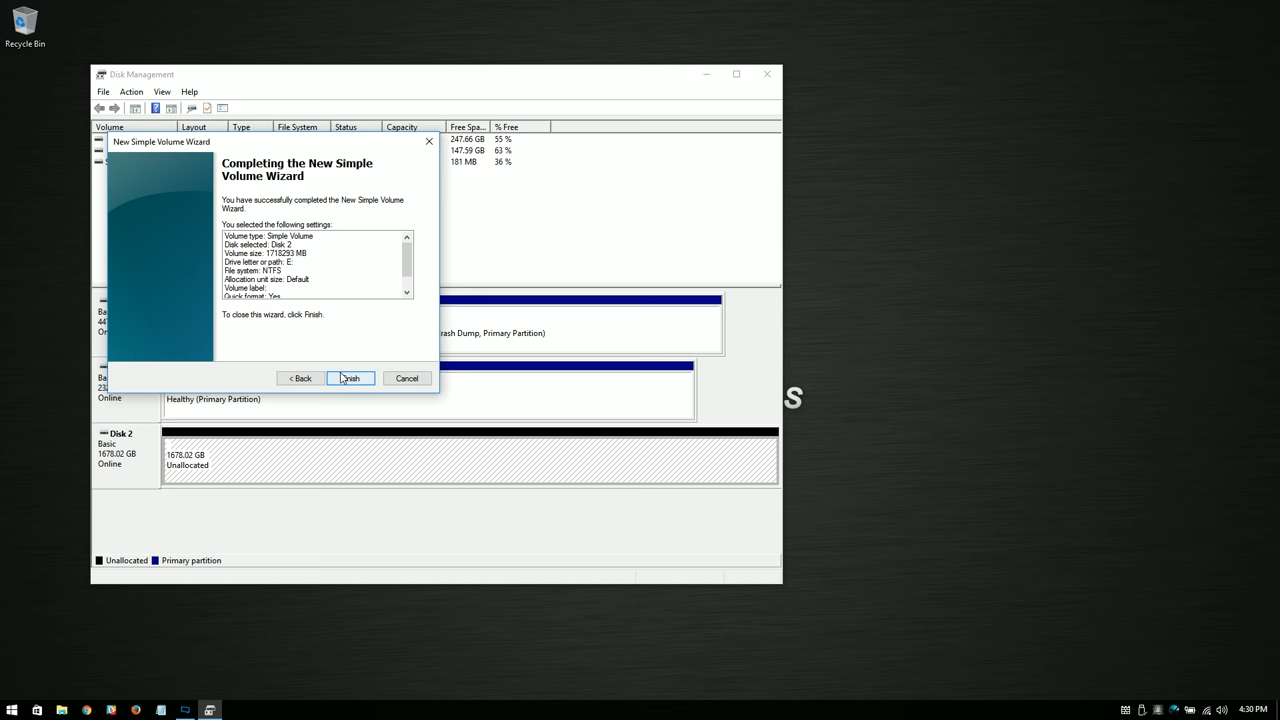 Recycle Bin
Disk Management
File Action View Help
Volume Layout Type File System Status Capacity Free Spa... % Free
247.66 GB 55 %
147.59 GB 63 %
181 MB 36 %
New Simple Volume Wizard
Completing the New Simple
Volume Wizard
You have successfully completed the New Simple Volume
Wizard.
You selected the following settings:
Volume type: Simple Volume
Disk selected: Disk 2
Volume size: 1718293 MB
Drive letter or path: E:
File system: NTFS
Allocation unit size: Default
Volume label:
Quick format: Yes
To close this wizard, click Finish.
< Back
Cancel
rash Dump, Primary Partition)
Online
Healthy (Primary Partition)
S
Disk 2
Basic
1678.02 GB
Online
1678.02 GB
Unallocated
Unallocated Primary partition
4:30 PM